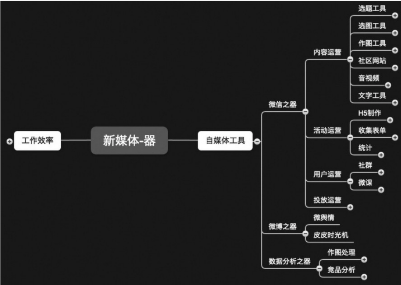 选题工具
选图工具
内容运营
作图工具
社区网站
音视频
文字工具
微信之器
H5制作
活动运营
收集表单
统计
工作效率
新媒体-器
自媒体工具
社群
用户运营
微课
投放运营
微舆情
微博之器
皮皮时光机
作图处理
数据分析之器
竞品分析